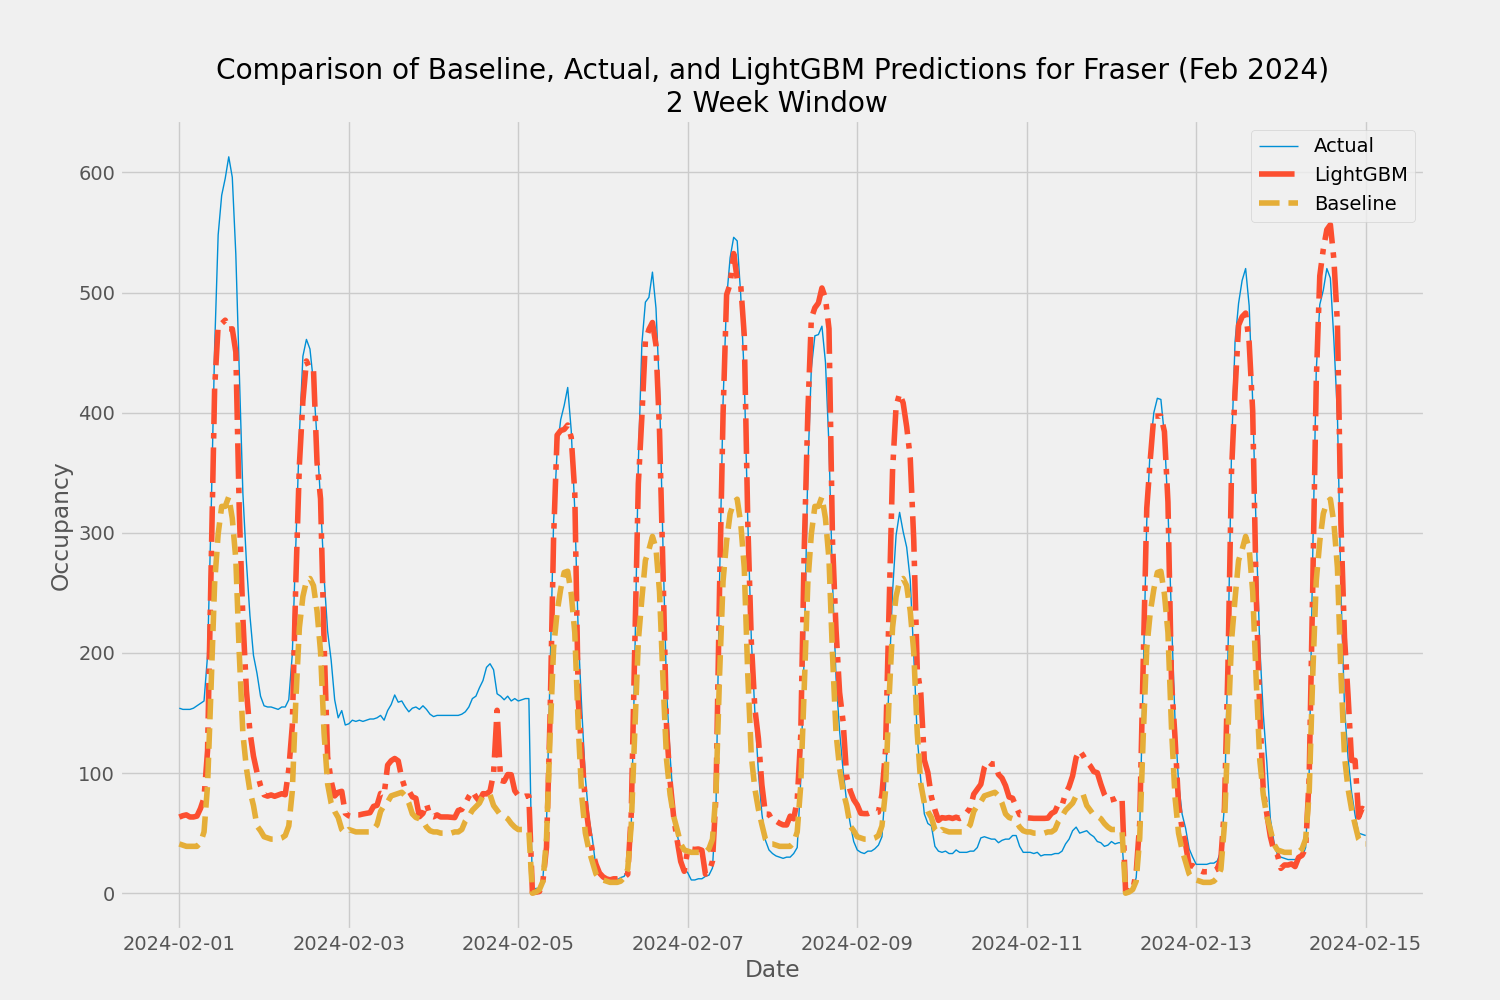 Comparison of Baseline, Actual, and LightGBM Predictions for Fraser (Feb 2024)
2 Week Window
Actual
LightGBM
Baseline
600
500
400
300
200
100
0
Occupancy
2024-02-01
2024-02-03
2024-02-05
2024-02-07
2024-02-09
2024-02-11
2024-02-13
2024-02-15
Date